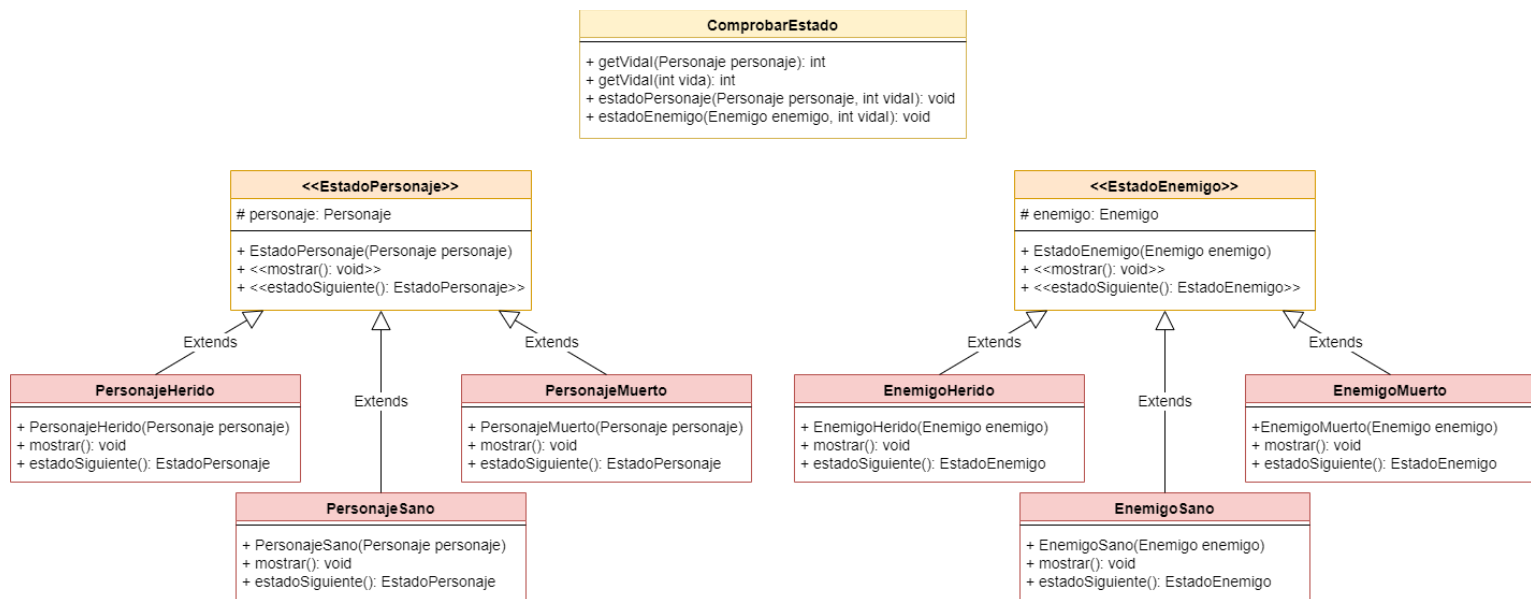 ComprobarEstado
+ getVidaI(Personaje personaje): int
+ getVidaI(int vida): int
+ estadoPersonaje(Personaje personaje, int vidaI): void
+ estadoEnemigo(Enemigo enemigo, int vidaI): void
<<EstadoPersonaje>>
# personaje: Personaje
+ EstadoPersonaje(Personaje personaje)
+ <<mostrar(): void>>
+ <<estadoSiguiente(): EstadoPersonaje>>
<<EstadoEnemigo>>
# enemigo: Enemigo
+ EstadoEnemigo(Enemigo enemigo)
+ <<mostrar(): void>>
+ <<estadoSiguiente(): EstadoEnemigo>>
Extends
Extends
Extends
Extends
Extends
Extends
PersonajeHerido
+ PersonajeHerido(Personaje personaje)
+ mostrar(): void
+ estadoSiguiente(): EstadoPersonaje
PersonajeMuerto
+ PersonajeMuerto(Personaje personaje)
+ mostrar(): void
+ estadoSiguiente(): EstadoPersonaje
EnemigoHerido
+ EnemigoHerido(Enemigo enemigo)
+ mostrar(): void
+ estadoSiguiente(): EstadoEnemigo
EnemigoMuerto
+EnemigoMuerto(Enemigo enemigo)
+ mostrar(): void
+ estadoSiguiente(): EstadoEnemigo
PersonajeSano
+ PersonajeSano(Personaje personaje)
+ mostrar(): void
+ estadoSiguiente(): EstadoPersonaje
EnemigoSano
+ EnemigoSano(Enemigo enemigo)
+ mostrar(): void
+ estadoSiguiente(): EstadoEnemigo